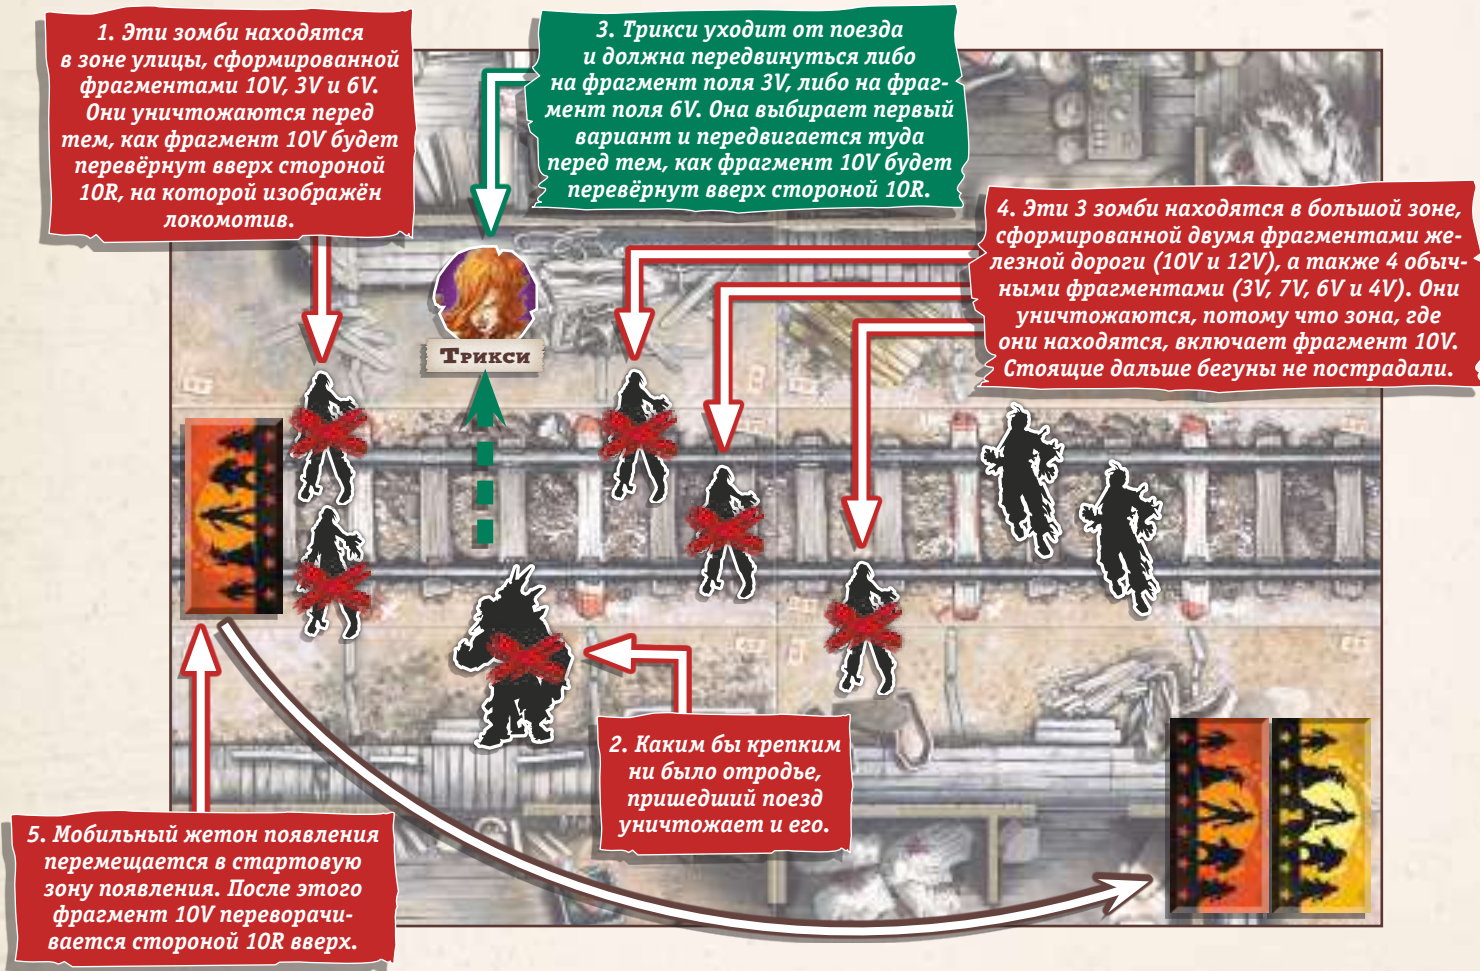 1. Эти зомби находятся
в зоне улицы, сформированной
фрагментами 10V, 3V и 6V.
Они уничтожаются перед
тем, как фрагмент 10V будет
перевёрнут вверх стороной
10R, на которой изображён
локомотив.
3. Трикси уходит от поезда
и должна передвинуться либо
на фрагмент поля 3V, либо на фраг-
мент поля 6V. Она выбирает первый
вариант и передвигается туда
перед тем, как фрагмент 10V будет
перевёрнут вверх стороной 10R.
4. Эти 3 зомби находятся в большой зоне,
сформированной двумя фрагментами же-
лезной дороги (10V и 12V), а также 4 обыч-
ными фрагментами (3V, 7V, 6V и 4V). Они
уничтожаются, потому что зона, где
они находятся, включает фрагмент 10V.
Стоящие дальше бегуны не пострадали.
Трикси
2. Каким бы крепким
ни было отродье,
пришедший поезд
уничтожает и его.
5. Мобильный жетон появления
перемещается в стартовую
зону появления. После этого
фрагмент 10V переворачи-
вается стороной 10R вверх.